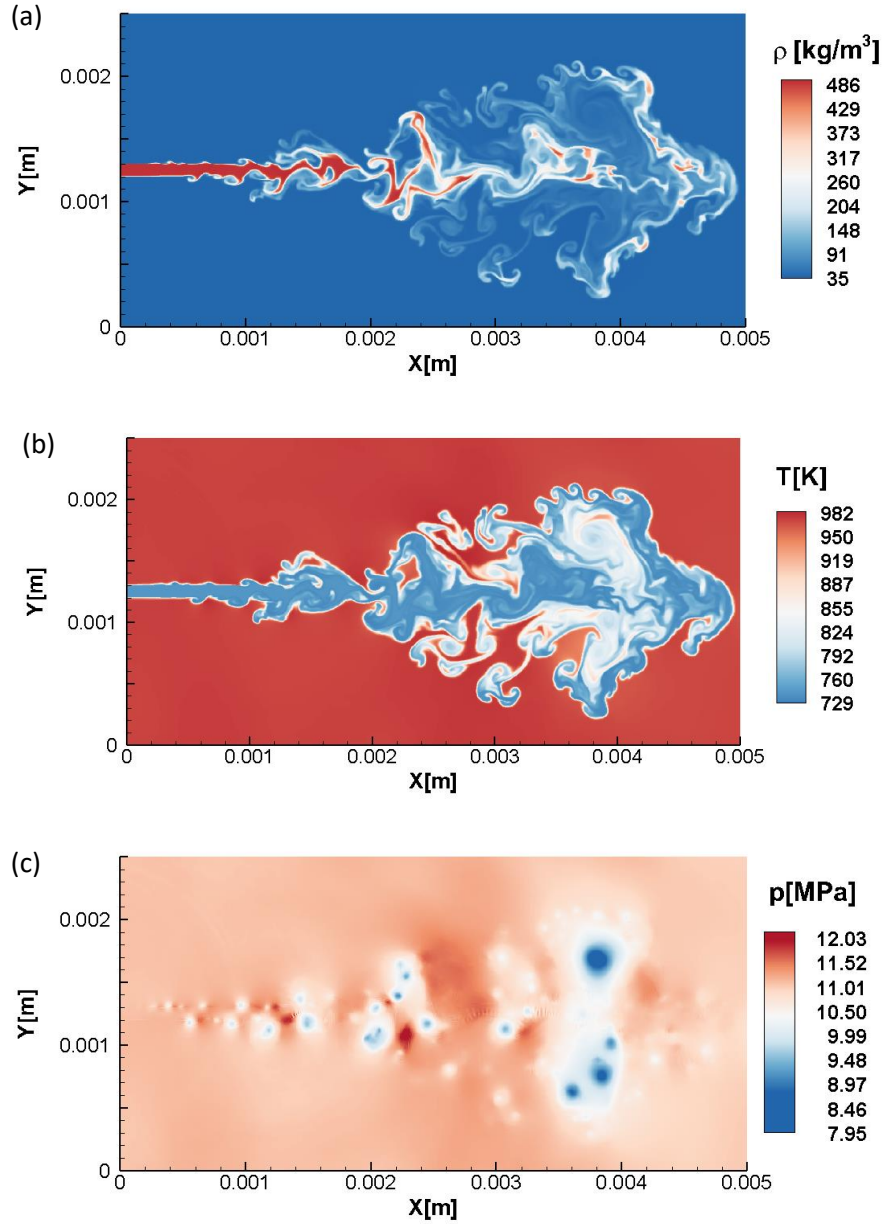 (a)
ρ [kg/m³]
486
429
373
317
260
204
148
91
35
Y[m]
0.002
0.001
0
0 0.001 0.002 0.003 0.004 0.005
X[m]
(b)
T[K]
982
950
919
887
855
824
792
760
729
Y[m]
0.002
0.001
0
0 0.001 0.002 0.003 0.004 0.005
X[m]
(c)
p[MPa]
12.03
11.52
11.01
10.50
9.99
9.48
8.97
8.46
7.95
Y[m]
0.002
0.001
0
0 0.001 0.002 0.003 0.004 0.005
X[m]